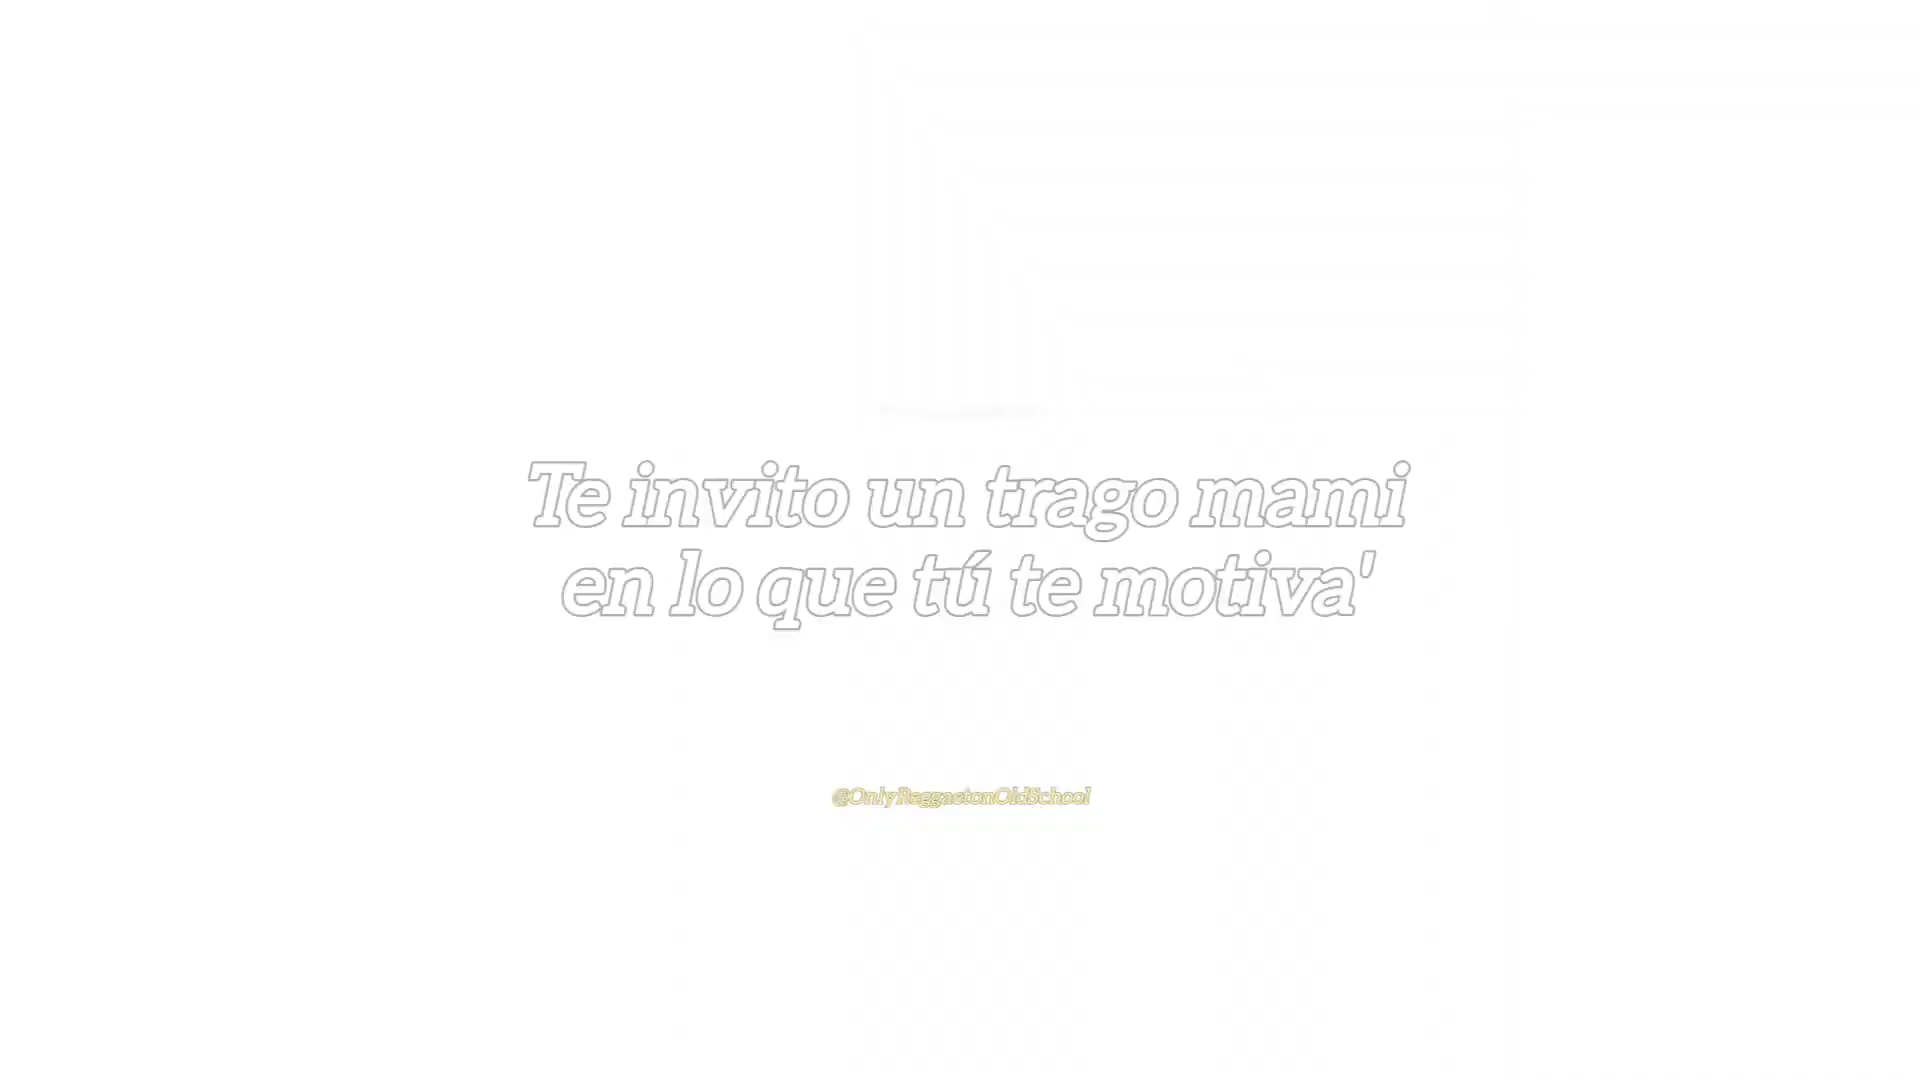 Te invito un trago mami
en lo que tú te motiva'
@OnlyReggaetonOldSchool